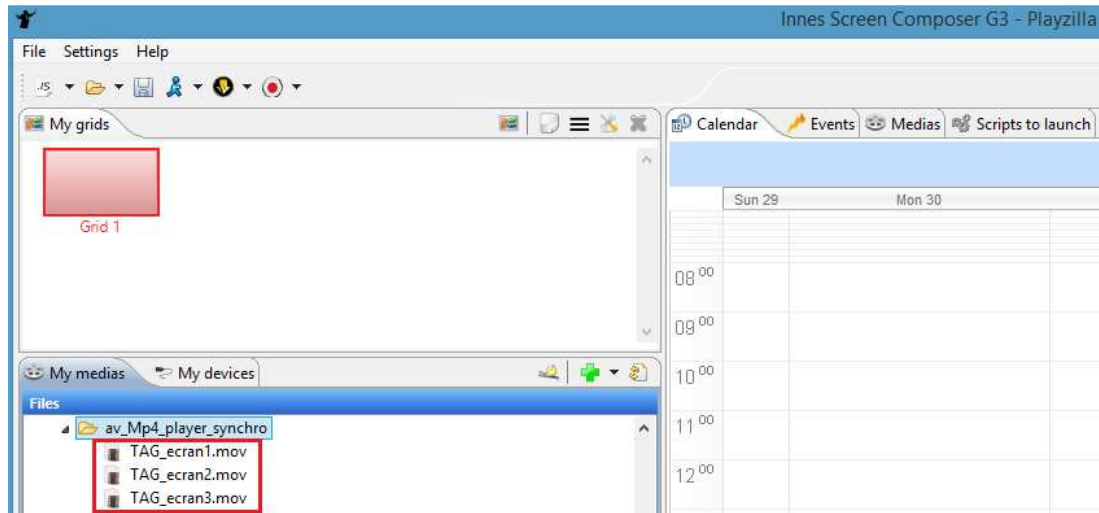 Innes Screen Composer G3 - Playzilla
File Settings Help
JS
My grids
Grid 1
Calendar Events Medias Scripts to launch
Sun 29 Mon 30
08 00
09 00
10 00
11 00
12 00
My medias My devices
Files
av_Mp4_player_synchro
TAG_ecran1.mov
TAG_ecran2.mov
TAG_ecran3.mov